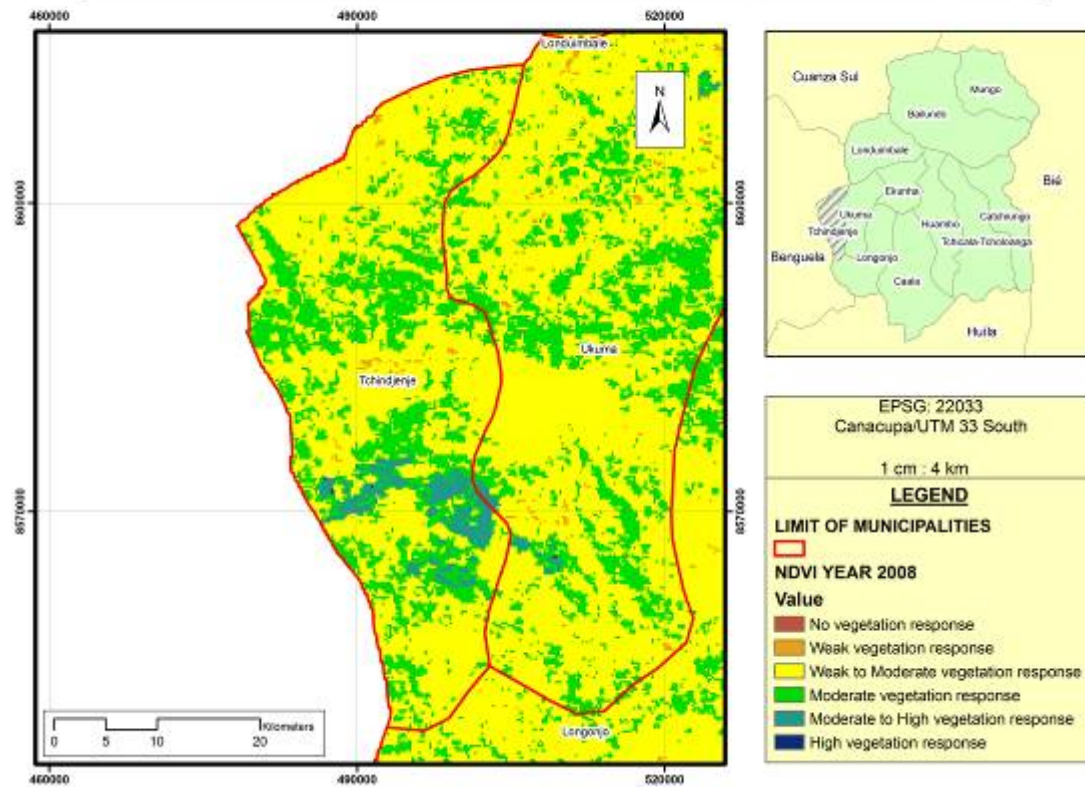 460000
490000
520000
Londuimbale
N
8600000
8600000
Ukuma
Tchindjenje
8570000
8570000
Kilometers
0 5 10 20
Longonjo
460000
490000
520000
Cuanza Sul
Mungo
Bailundo
Londuimbale
Bié
Ekunha
Ukuma
Huambo
Catchiungo
Tchindjenje
Tchicala-Tcholoanga
Benguela
Longonjo
Caala
Huila
EPSG: 22033
Canacupa/UTM 33 South
1 cm : 4 km
LEGEND
LIMIT OF MUNICIPALITIES
NDVI YEAR 2008
Value
No vegetation response
Weak vegetation response
Weak to Moderate vegetation response
Moderate vegetation response
Moderate to High vegetation response
High vegetation response